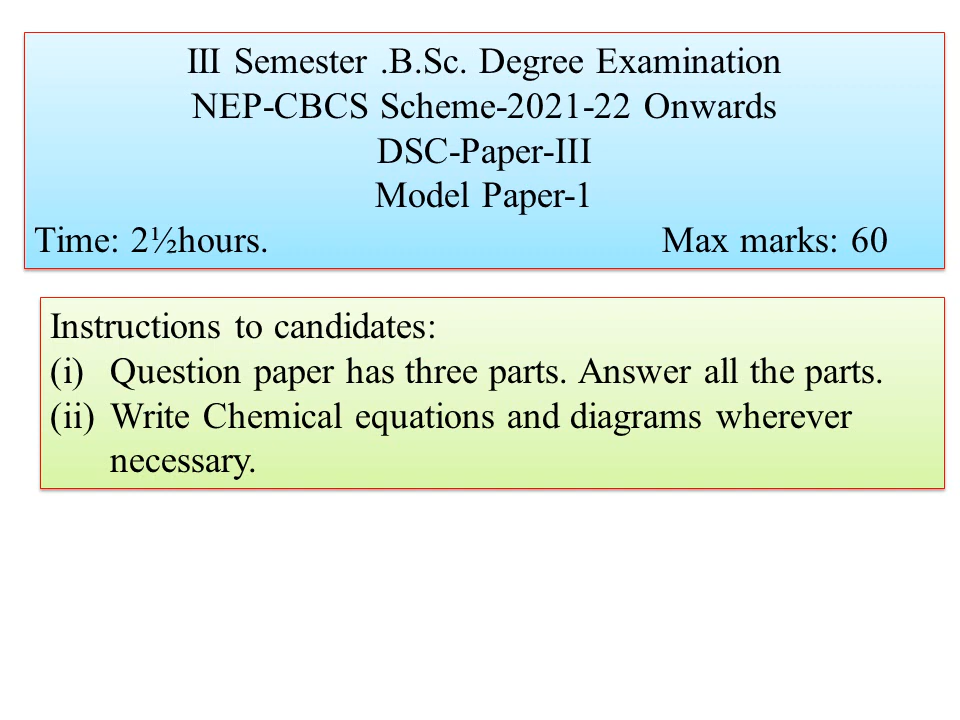 III Semester .B.Sc. Degree Examination
NEP-CBCS Scheme-2021-22 Onwards
DSC-Paper-III
Model Paper-1
Time: 2½hours. Max marks: 60
Instructions to candidates:
(i) Question paper has three parts. Answer all the parts.
(ii) Write Chemical equations and diagrams wherever
necessary.